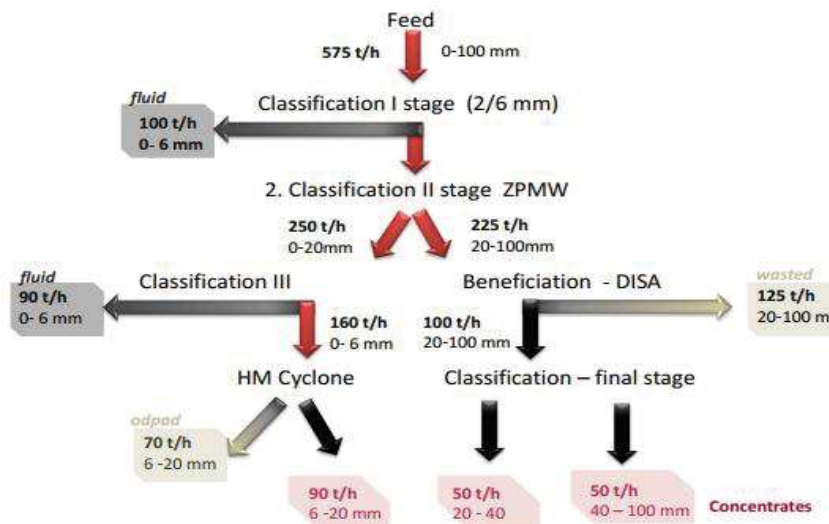 Feed
575 t/h 0-100 mm
fluid
Classification I stage (2/6 mm)
100 t/h
0- 6 mm
2. Classification II stage ZPMW
250 t/h
0-20mm
225 t/h
20-100mm
fluid
Classification III
Beneficiation - DISA
wasted
90 t/h
0- 6 mm
125 t/h
20-100 m
160 t/h
0- 6 mm
100 t/h
20-100 mm
HM Cyclone
Classification – final stage
odpad
70 t/h
6 -20 mm
90 t/h
6 -20 mm
50 t/h
20 - 40
50 t/h
40 – 100 mm
Concentrates